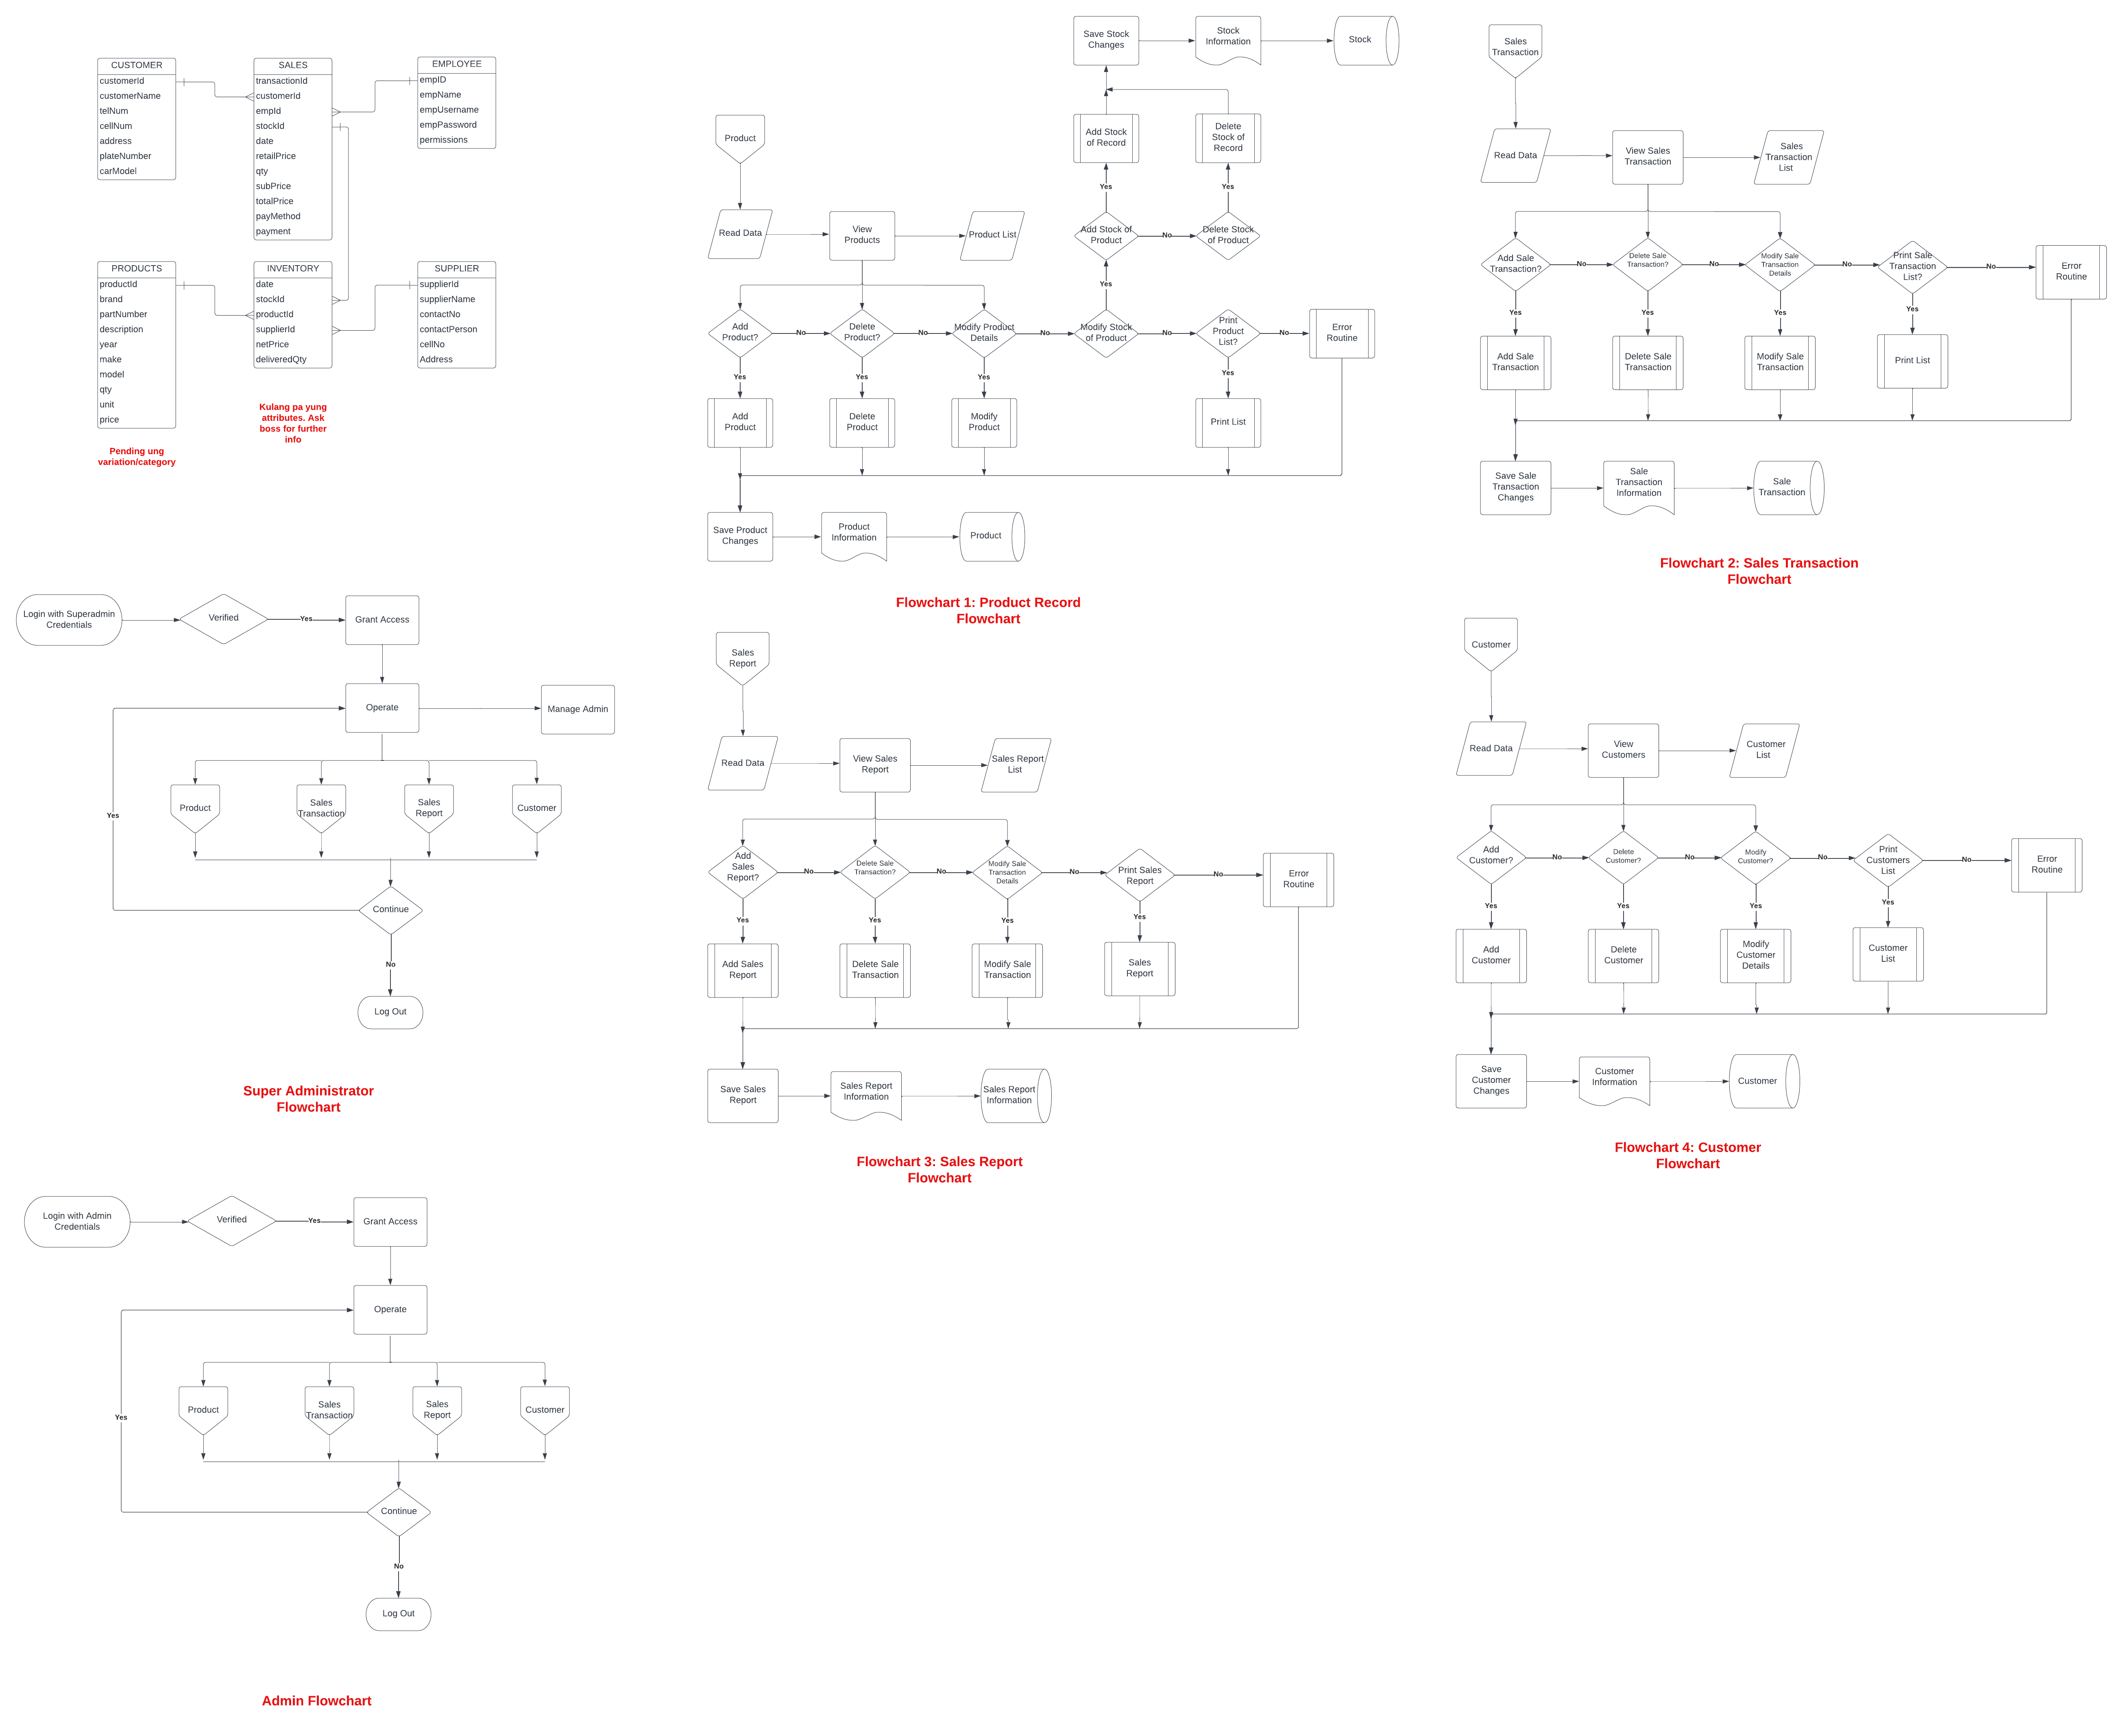 CUSTOMER
customerId
customerName
telNum
cellNum
address
plateNumber
carModel
SALES
transactionId
customerId
empId
stockId
date
retailPrice
qty
subPrice
totalPrice
payMethod
payment
EMPLOYEE
empID
empName
empUsername
empPassword
permissions
PRODUCTS
productId
brand
partNumber
description
year
make
model
qty
unit
price
INVENTORY
date
stockId
productId
supplierId
netPrice
deliveredQty
SUPPLIER
supplierId
supplierName
contactNo
contactPerson
cellNo
Address
Kulang pa yung
attributes. Ask
boss for further
info
Pending ung
variation/category
Save Stock
Changes
Stock
Information
Stock
Product
Add Stock
of Record
Delete
Stock of
Record
Yes
Yes
Read Data
View
Products
Product List
Add Stock of
Product
No
Delete Stock
of Product
Yes
Add
Product?
No
Delete
Product?
No
Modify Product
Details
No
Modify Stock
of Product
No
Print
Product
List?
No
Error
Routine
Yes
Yes
Yes
Yes
Add
Product
Delete
Product
Modify
Product
Print List
Save Product
Changes
Product
Information
Product
Flowchart 1: Product Record
Flowchart
Sales
Transaction
Read Data
View Sales
Transaction
Sales
Transaction
List
Add Sale
Transaction?
No
Delete Sale
Transaction?
No
Modify Sale
Transaction
Details
No
Print Sale
Transaction
List?
No
Error
Routine
Yes
Yes
Yes
Yes
Add Sale
Transaction
Delete Sale
Transaction
Modify Sale
Transaction
Print List
Save Sale
Transaction
Changes
Sale
Transaction
Information
Sale
Transaction
Flowchart 2: Sales Transaction
Flowchart
Login with Superadmin
Credentials
Verified
Yes
Grant Access
Operate
Manage Admin
Product
Sales
Transaction
Sales
Report
Customer
Yes
Continue
No
Log Out
Super Administrator
Flowchart
Sales
Report
Read Data
View Sales
Report
Sales Report
List
Add
Sales
Report?
No
Delete Sale
Transaction?
No
Modify Sale
Transaction
Details
No
Print Sales
Report
No
Error
Routine
Yes
Yes
Yes
Yes
Add Sales
Report
Delete Sale
Transaction
Modify Sale
Transaction
Sales
Report
Save Sales
Report
Sales Report
Information
Sales Report
Information
Flowchart 3: Sales Report
Flowchart
Customer
Read Data
View
Customers
Customer
List
Add
Customer?
No
Delete
Customer?
No
Modify
Customer?
No
Print
Customers
List
No
Error
Routine
Yes
Yes
Yes
Yes
Add
Customer
Delete
Customer
Modify
Customer
Details
Customer
List
Save
Customer
Changes
Customer
Information
Customer
Flowchart 4: Customer
Flowchart
Login with Admin
Credentials
Verified
Yes
Grant Access
Operate
Product
Sales
Transaction
Sales
Report
Customer
Yes
Continue
No
Log Out
Admin Flowchart